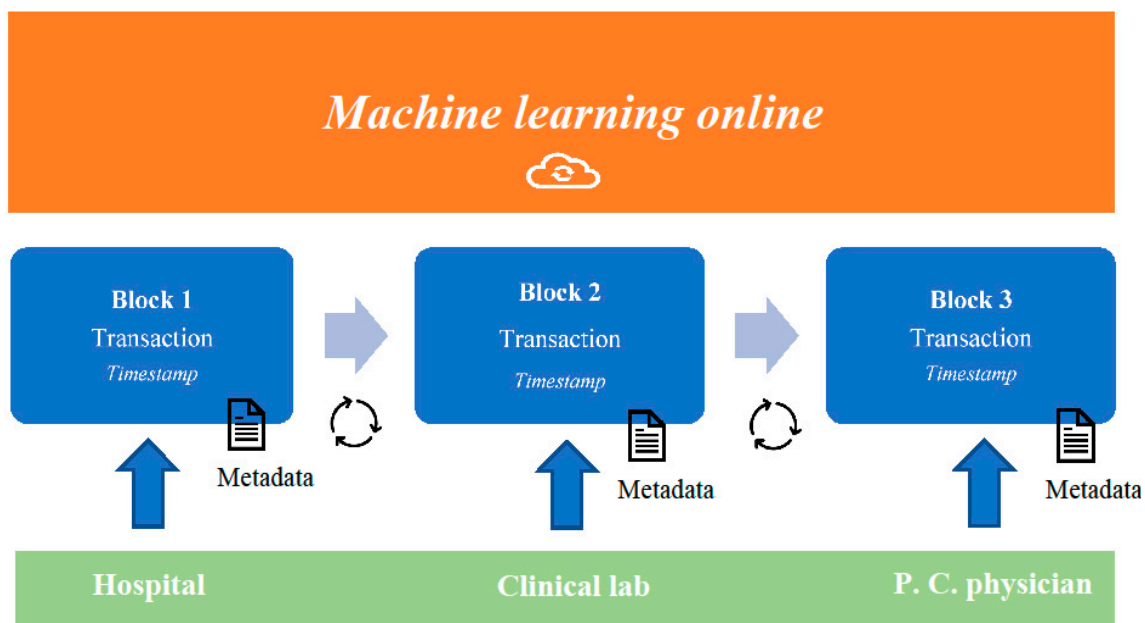 Machine learning online
Block 1
Transaction
Timestamp
Metadata
Block 2
Transaction
Timestamp
Metadata
Block 3
Transaction
Timestamp
Metadata
Hospital
Clinical lab
P. C. physician